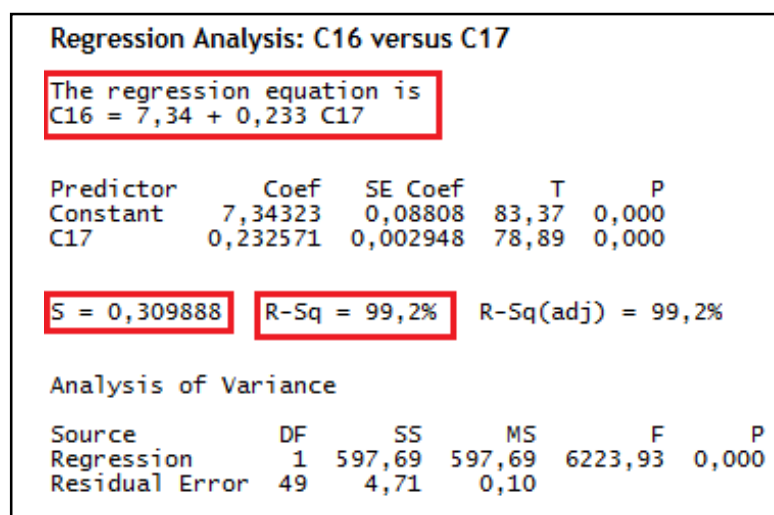 Regression Analysis: C16 versus C17
The regression equation is
C16 = 7,34 + 0,233 C17
Predictor Coef SE Coef T P
Constant 7,34323 0,08808 83,37 0,000
C17 0,232571 0,002948 78,89 0,000
S = 0,309888 R-Sq = 99,2% R-Sq(adj) = 99,2%
Analysis of Variance
Source DF SS MS F P
Regression 1 597,69 597,69 6223,93 0,000
Residual Error 49 4,71 0,10